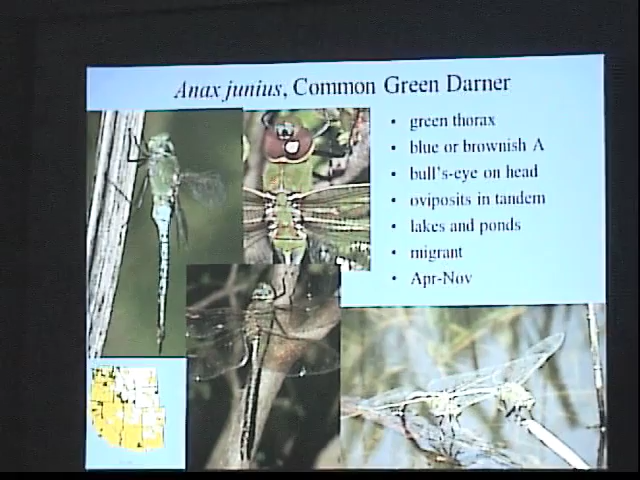 Anax junius, Common Green Darner
• green thorax
• blue or brownish A
• bull's-eye on head
• oviposits in tandem
• lakes and ponds
• migrant
• Apr-Nov